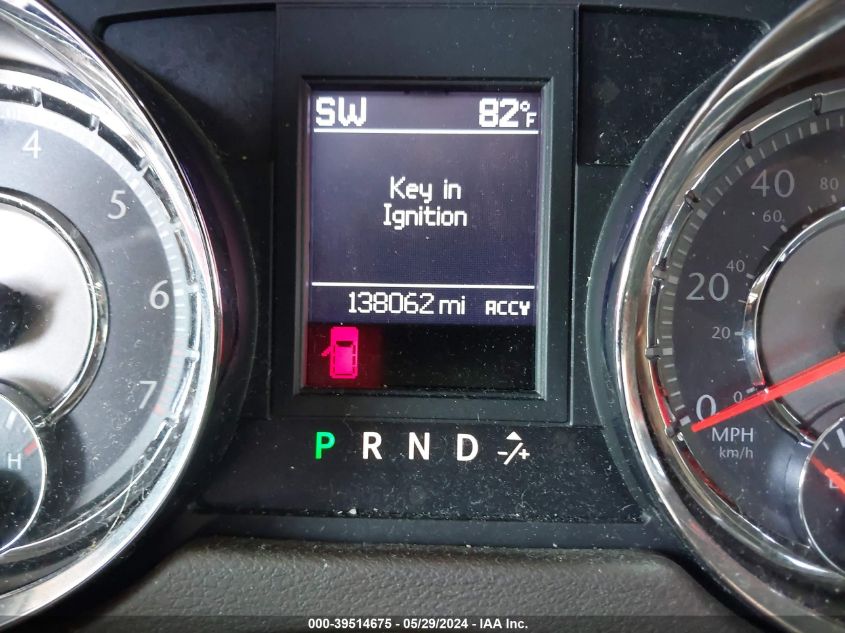 SW 82°F
Key in
Ignition
138062 mi ACCY
P R N D -/+
4
5
6
7
H
40
20
0
80
60
40
20
0
MPH
km/h
000-39514675 - 05/29/2024 - IAA Inc.